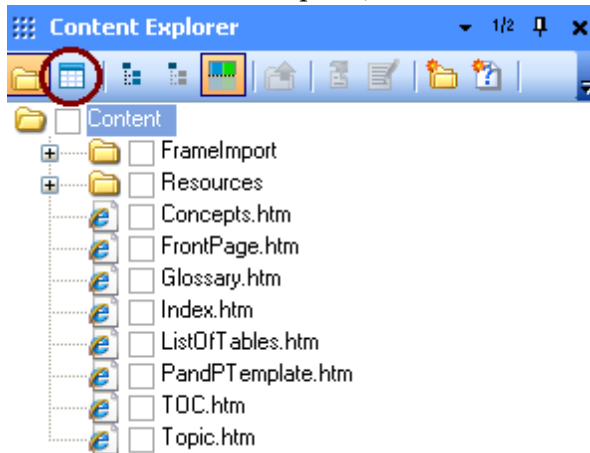 Content Explorer 1/2
Content
FrameImport
Resources
Concepts.htm
FrontPage.htm
Glossary.htm
Index.htm
ListOfTables.htm
PandPTemplate.htm
TOC.htm
Topic.htm